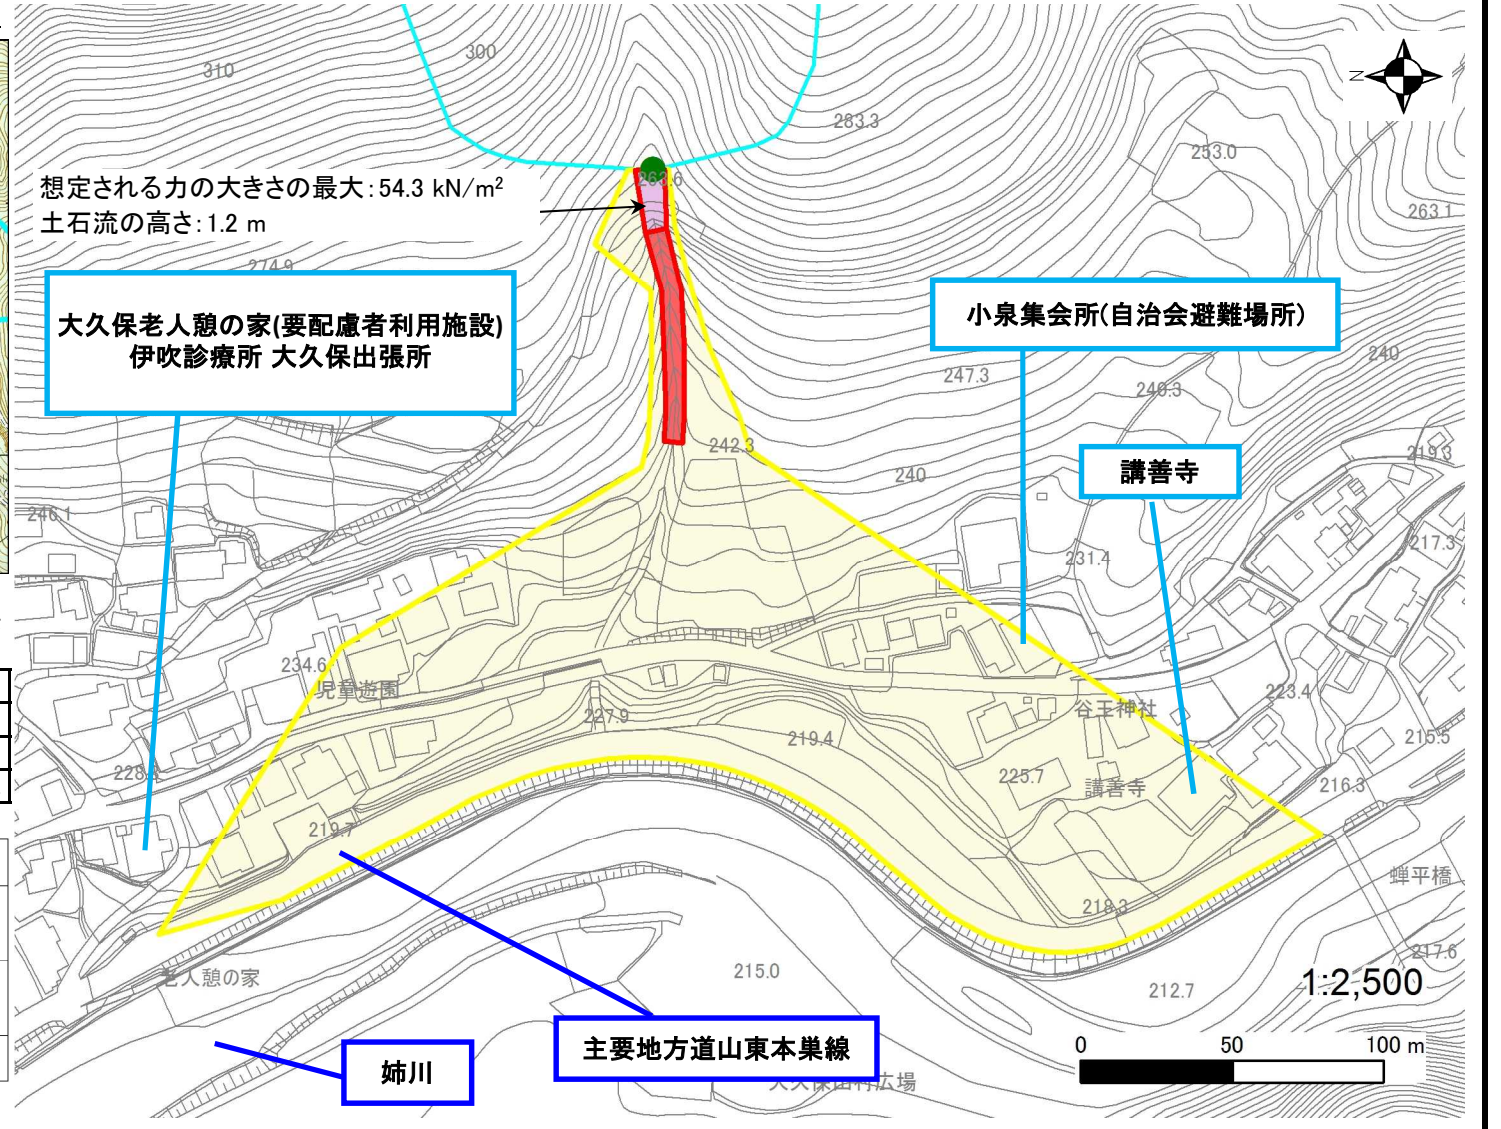 310
300
283.3
N
253.0
263.1
想定される力の大きさの最大:54.3 kN/m²
土石流の高さ:1.2 m
263.6
274.9
大久保老人憩の家(要配慮者利用施設)
伊吹診療所 大久保出張所
小泉集会所(自治会避難場所)
247.3
249.3
240
242.3
240
講善寺
219.3
246.1
231.4
217.3
234.6
児童遊園
223.4
谷王神社
227.9
219.4
215.5
225.7
講善寺
216.3
219.7
218.3
蝉平橋
老人憩の家
215.0
217.6
212.7
1:2,500
主要地方道山東本巣線
姉川
0 50 100 m